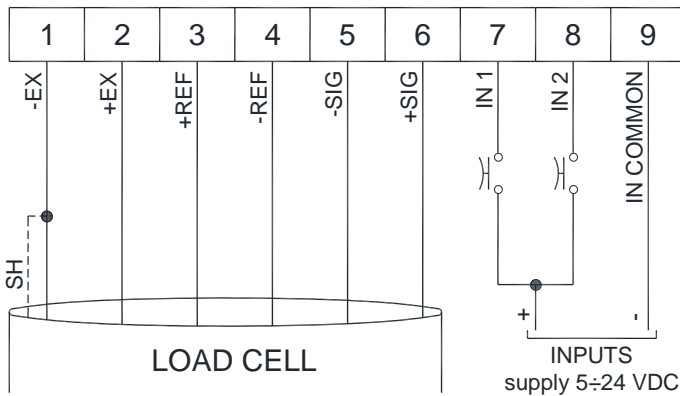 1 2 3 4 5 6 7 8 9
-EX
+EX
+REF
-REF
-SIG
+SIG
IN 1
IN 2
IN COMMON
SH
+ -
LOAD CELL
INPUTS
supply 5÷24 VDC